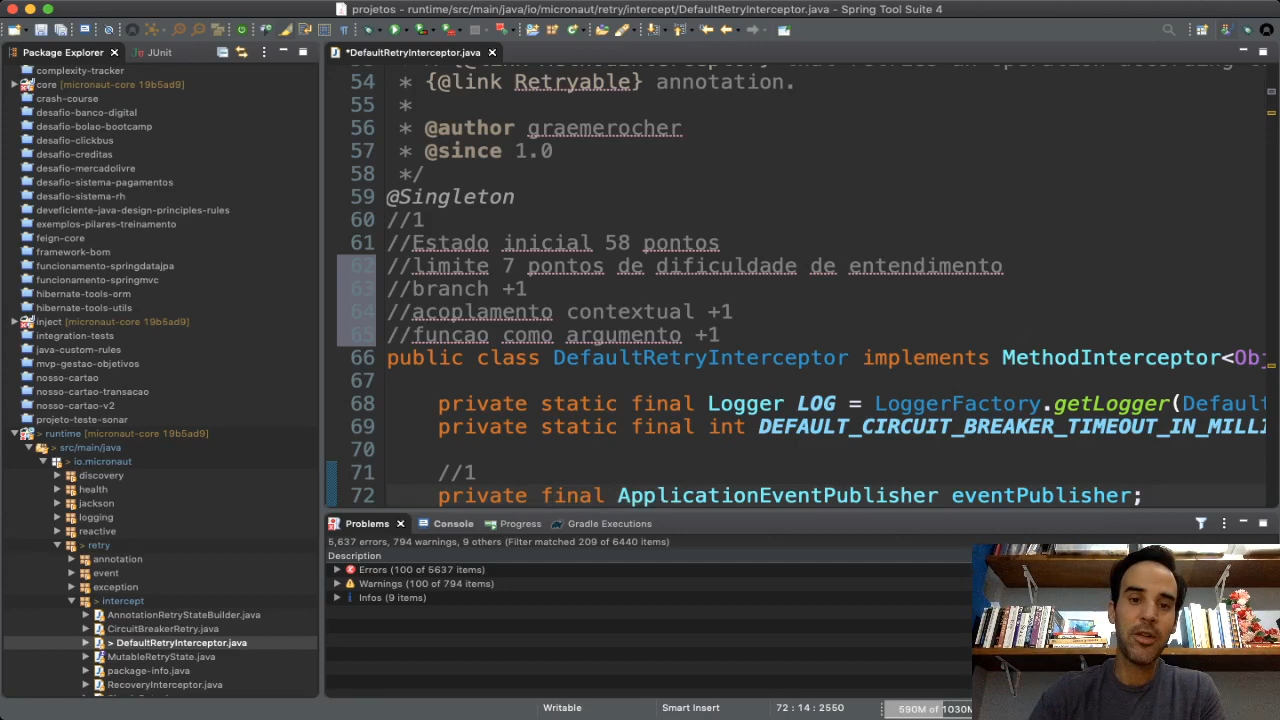 projetos - runtime/src/main/java/io/micronaut/retry/intercept/DefaultRetryInterceptor.java - Spring Tool Suite 4
Package Explorer
JUnit
complexity-tracker
core [micronaut-core 19b5ad9]
crash-course
desafio-banco-digital
desafio-bolao-bootcamp
desafio-clickbus
desafio-creditas
desafio-mercadolivre
desafio-sistema-pagamentos
desafio-sistema-rh
deveficiente-java-design-principles-rules
exemplos-pilares-treinamento
feign-core
framework-bom
funcionamento-springdatajpa
funcionamento-springmvc
hibernate-tools-orm
hibernate-tools-utils
inject [micronaut-core 19b5ad9]
integration-tests
java-custom-rules
mvp-gestao-objetivos
nosso-cartao
nosso-cartao-transacao
nosso-cartao-v2
projeto-teste-sonar
> runtime [micronaut-core 19b5ad9]
> src/main/java
> io.micronaut
discovery
health
jackson
logging
reactive
> retry
annotation
event
exception
> intercept
AnnotationRetryStateBuilder.java
CircuitBreakerRetry.java
> DefaultRetryInterceptor.java
MutableRetryState.java
package-info.java
RecoveryInterceptor.java
*DefaultRetryInterceptor.java
54 * {@link Retryable} annotation.
55 *
56 * @author graemerocher
57 * @since 1.0
58 */
59 @Singleton
60 //1
61 //Estado inicial 58 pontos
62 //limite 7 pontos de dificuldade de entendimento
63 //branch +1
64 //acoplamento contextual +1
65 //funcao como argumento +1
66 public class DefaultRetryInterceptor implements MethodInterceptor<Obj
67
68 private static final Logger LOG = LoggerFactory.getLogger(Default
69 private static final int DEFAULT_CIRCUIT_BREAKER_TIMEOUT_IN_MILLI
70
71 //1
72 private final ApplicationEventPublisher eventPublisher;
Problems
Console
Progress
Gradle Executions
5,637 errors, 794 warnings, 9 others (Filter matched 209 of 6440 items)
Description
Errors (100 of 5637 items)
Warnings (100 of 794 items)
Infos (9 items)
Writable
Smart Insert
72 : 14 : 2550
590M of 1030M